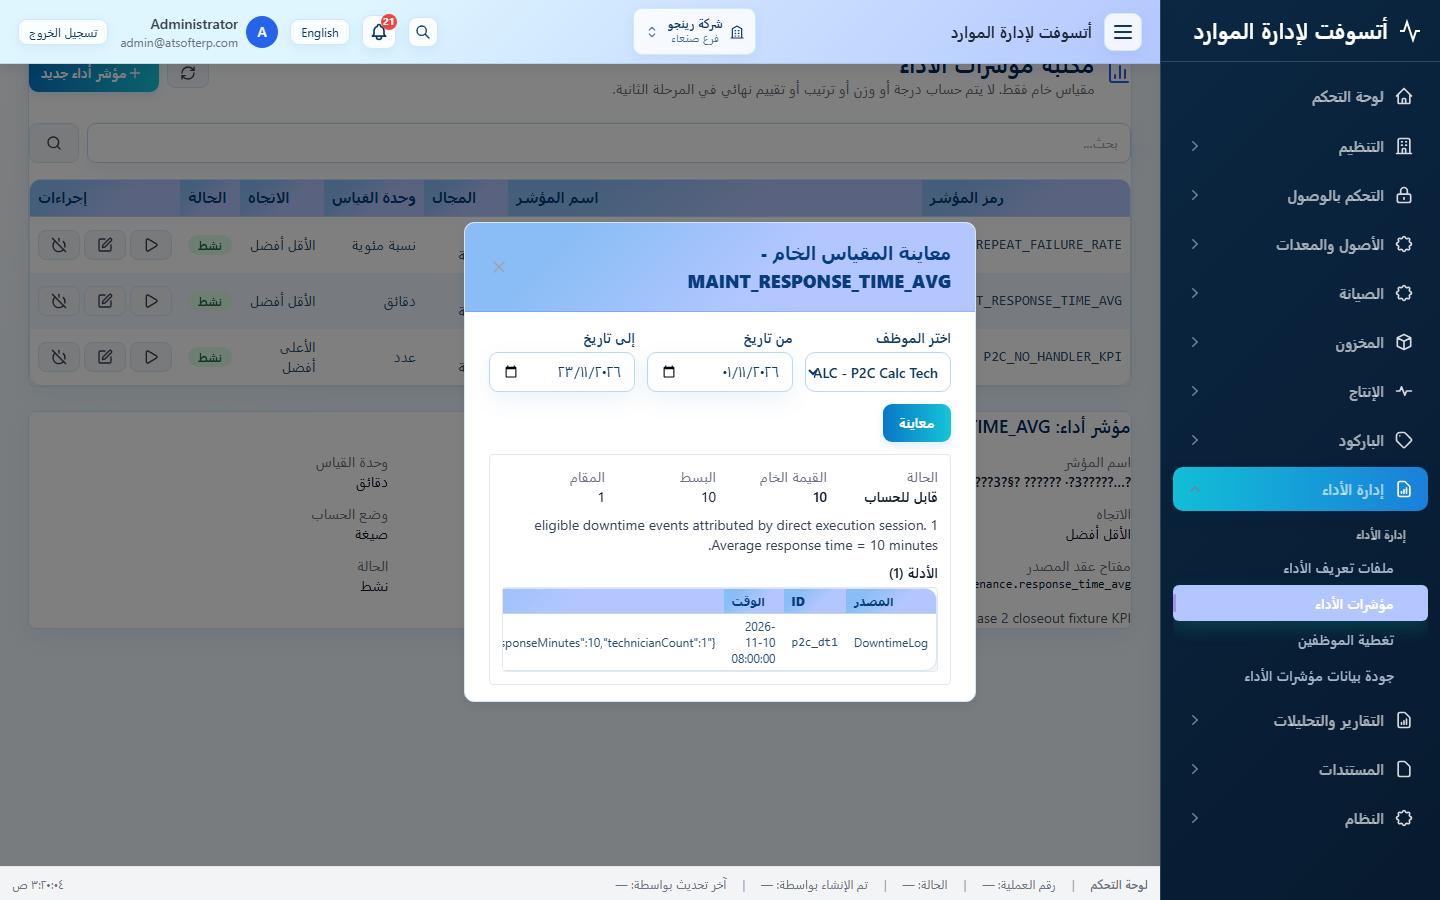 أتسوفت لإدارة الموارد
لوحة التحكم
التنظيم
التحكم بالوصول
الأصول والمعدات
الصيانة
المخزون
الإنتاج
الباركود
إدارة الأداء
إدارة الأداء
ملفات تعريف الأداء
مؤشرات الأداء
تغطية الموظفين
جودة بيانات مؤشرات الأداء
التقارير والتحليلات
المستندات
النظام
أتسوفت لإدارة الموارد
شركة رينجو
فرع صنعاء
21
English
A
Administrator
admin@atsofterp.com
تسجيل الخروج
مكتبة مؤشرات الأداء
مقياس خام فقط. لا يتم حساب درجة أو وزن أو ترتيب أو تقييم نهائي في المرحلة الثانية.
+ مؤشر أداء جديد
بحث...
رمز المؤشر اسم المؤشر المجال وحدة القياس الاتجاه الحالة إجراءات
REPEAT_FAILURE_RATE نسبة مئوية الأقل أفضل نشط
T_RESPONSE_TIME_AVG دقائق الأقل أفضل نشط
P2C_NO_HANDLER_KPI عدد الأعلى أفضل نشط
معاينة المقياس الخام -
MAINT_RESPONSE_TIME_AVG
اختر الموظف من تاريخ إلى تاريخ
ALC - P2C Calc Tech ٠١/١١/٢٠٢٦ ٢٣/١١/٢٠٢٦
معاينة
الحالة القيمة الخام البسط المقام
قابل للحساب 10 10 1
eligible downtime events attributed by direct execution session. 1
.Average response time = 10 minutes
الأدلة (1)
المصدر ID الوقت
DowntimeLog p2c_dt1 2026-11-10 08:00:00 sponseMinutes":10,"technicianCount":1"}
مؤشر أداء: TIME_AVG
اسم المؤشر
وحدة القياس
دقائق
الاتجاه
الأقل أفضل
وضع الحساب
صيغة
مفتاح عقد المصدر
enance.response_time_avg
الحالة
نشط
ase 2 closeout fixture KPI
لوحة التحكم | رقم العملية: — | الحالة: — | تم الإنشاء بواسطة: — | آخر تحديث بواسطة: —
٣:٢٠:٠٤ ص